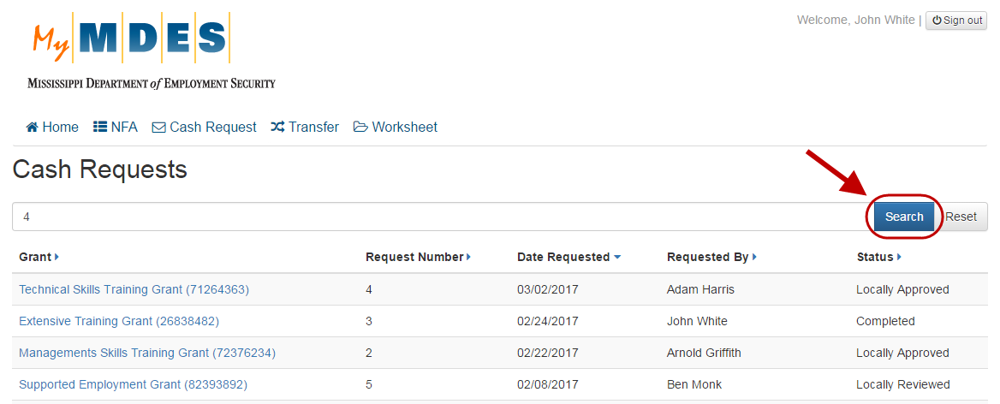 Welcome, John White | Sign out
My MDES
Mississippi Department of Employment Security
Home NFA Cash Request Transfer Worksheet
Cash Requests
4 Search Reset
Grant Request Number Date Requested Requested By Status
Technical Skills Training Grant (71264363) 4 03/02/2017 Adam Harris Locally Approved
Extensive Training Grant (26838482) 3 02/24/2017 John White Completed
Managements Skills Training Grant (72376234) 2 02/22/2017 Arnold Griffith Locally Approved
Supported Employment Grant (82393892) 5 02/08/2017 Ben Monk Locally Reviewed